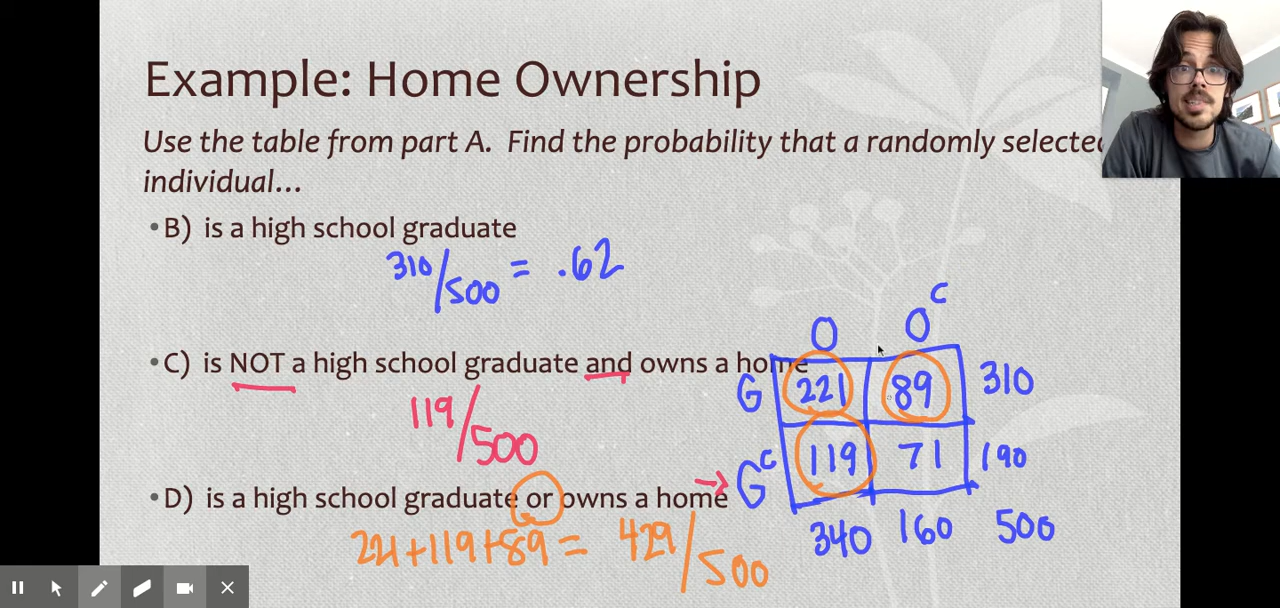 Example: Home Ownership
Use the table from part A. Find the probability that a randomly selected
individual...
• B) is a high school graduate
310/500 = .62
• C) is NOT a high school graduate and owns a home
119/500
• D) is a high school graduate or owns a home
221+119+89 = 429/500
O O^C
G 221 89 310
G^C 119 71 190
340 160 500